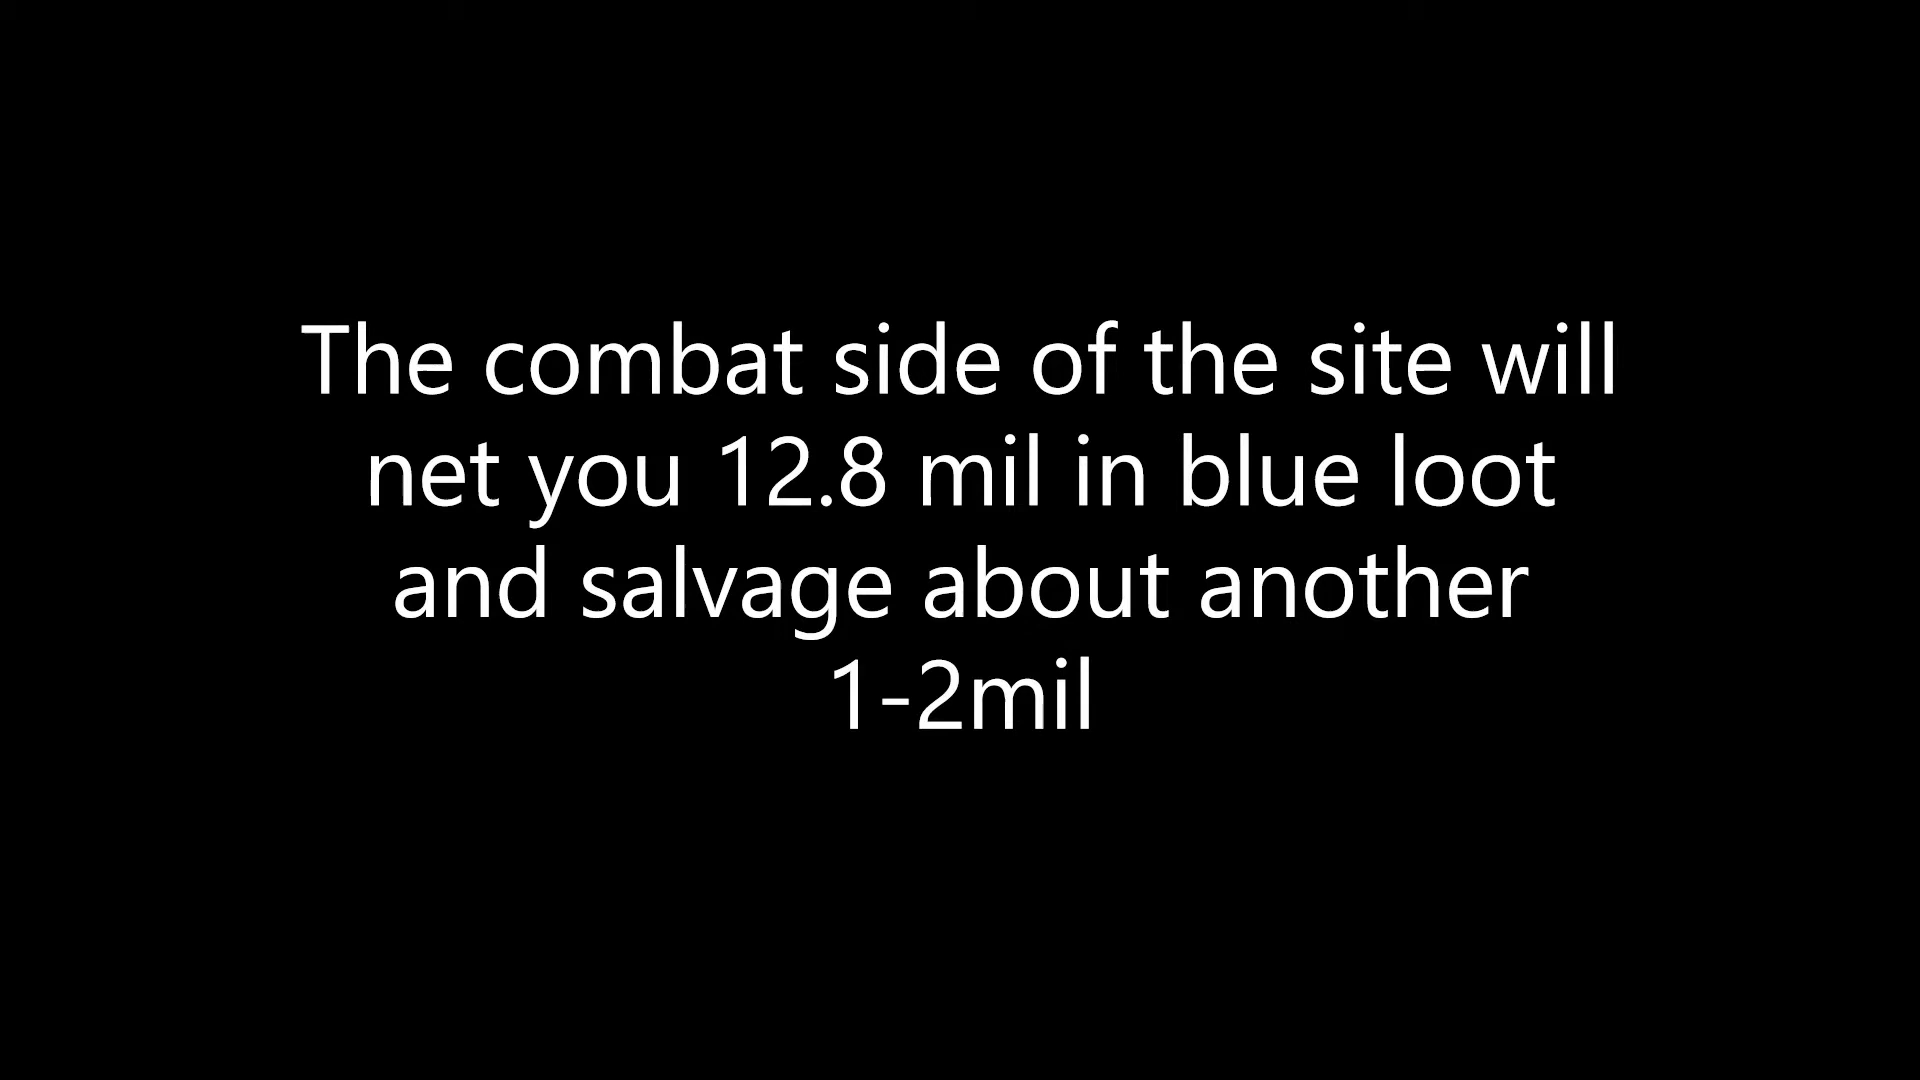 The combat side of the site will
net you 12.8 mil in blue loot
and salvage about another
1-2mil